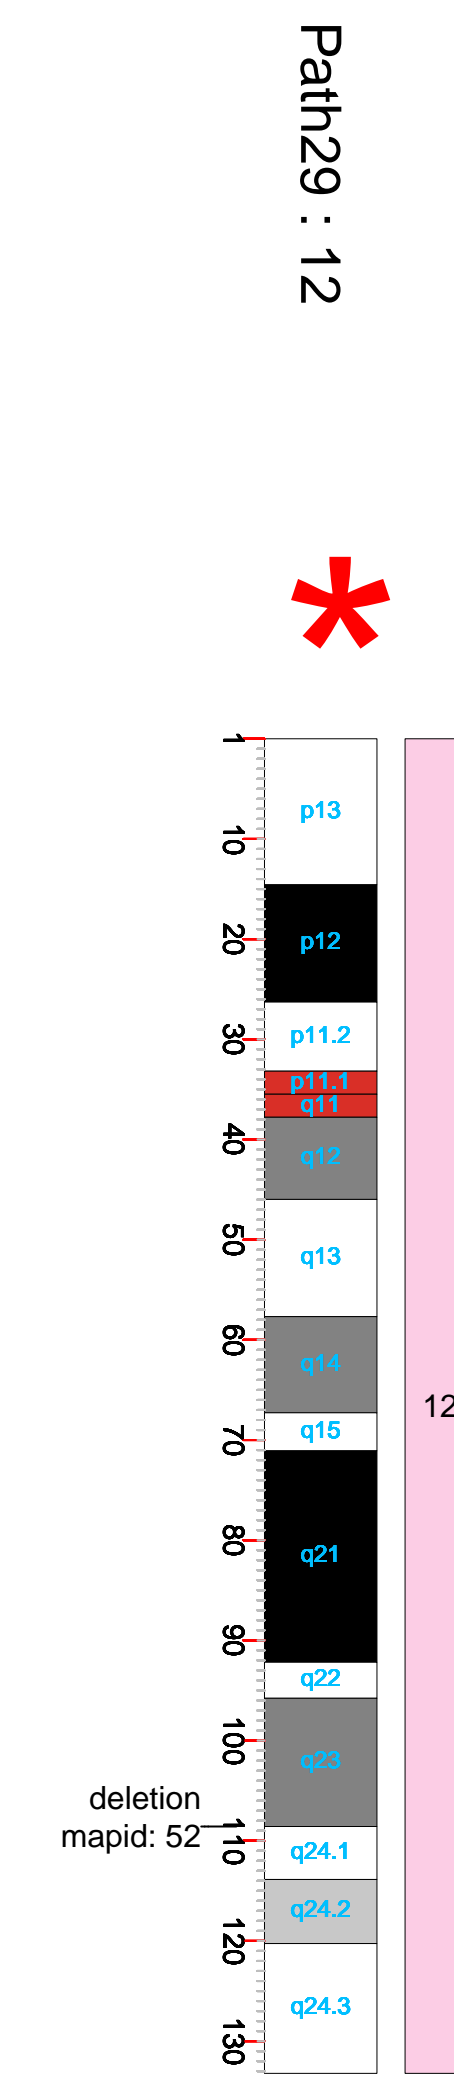 Path29 : 12
*
1
p13
10
p12
20
p11.2
30
p11.1
q11
40
q12
50
q13
60
q14
q15
70
q21
80
90
q22
100
q23
deletion
mapid: 52
110
q24.1
q24.2
120
q24.3
130
12